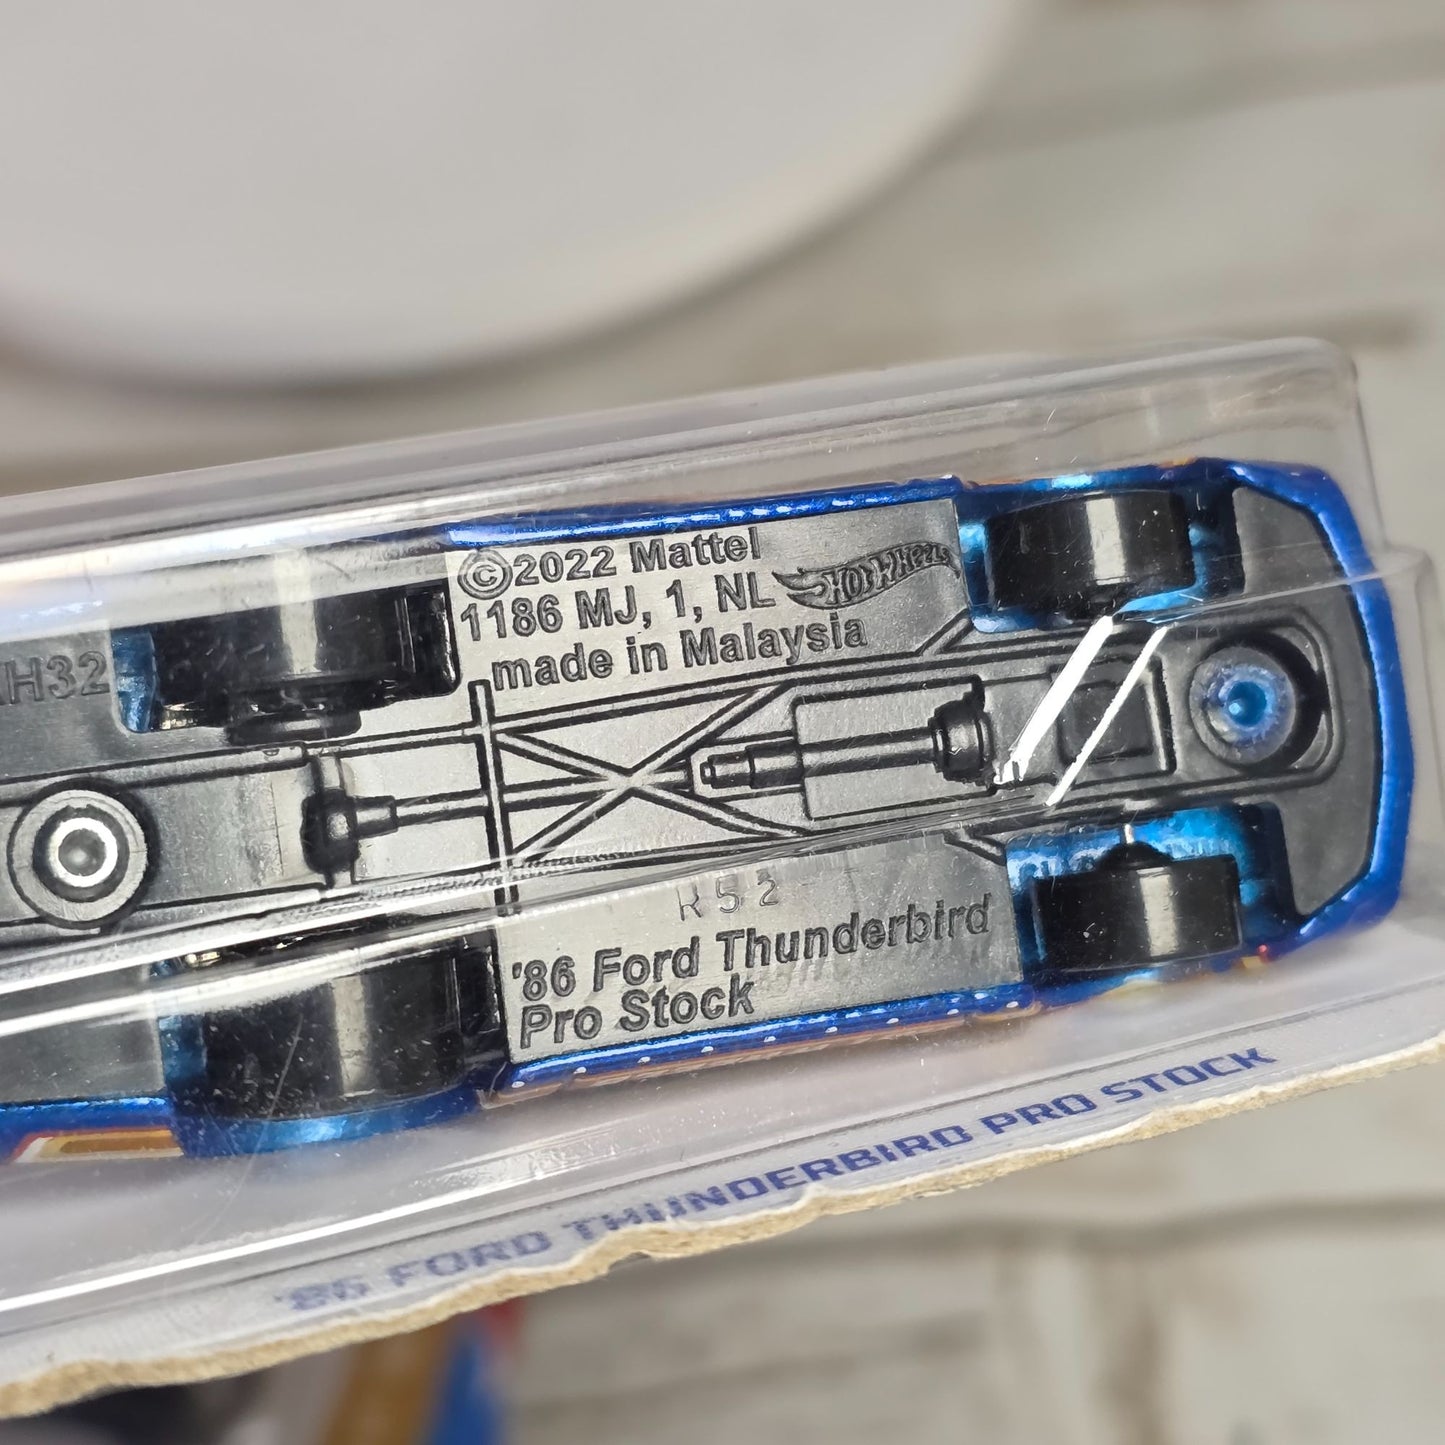 ©2022 Mattel
1186 MJ, 1, NL
HOT WHEELS
made in Malaysia
H32
R52
'86 Ford Thunderbird
Pro Stock
'86 FORD THUNDERBIRD PRO STOCK